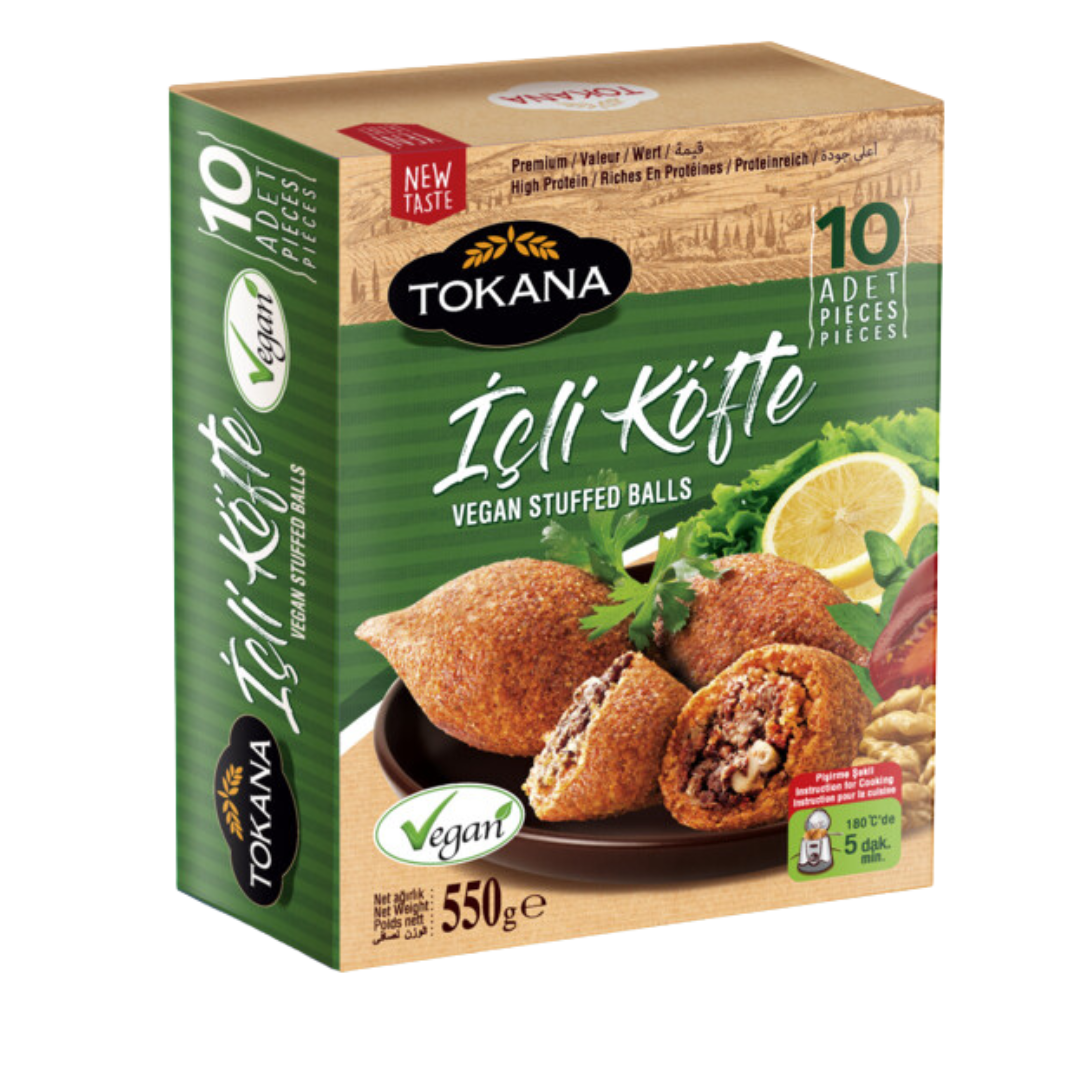 TOKANA
YENİ
NEW
TASTE
Premium / Valeur / Wert / قيمة
High Protein / Riches En Protéines / Proteinreich / أعلى جودة
TOKANA
10
ADET
PIECES
PIÈCES
İçli Köfte
VEGAN STUFFED BALLS
Vegan
Pişirme Şekli
Instruction for Cooking
Instruction pour la cuisine
180°C'de
5 dak.
min.
Net ağırlık
Net Weight
Poids nett
550g e
10
ADET
PIECES
PIÈCES
Vegan
İçli Köfte
VEGAN STUFFED BALLS
TOKANA